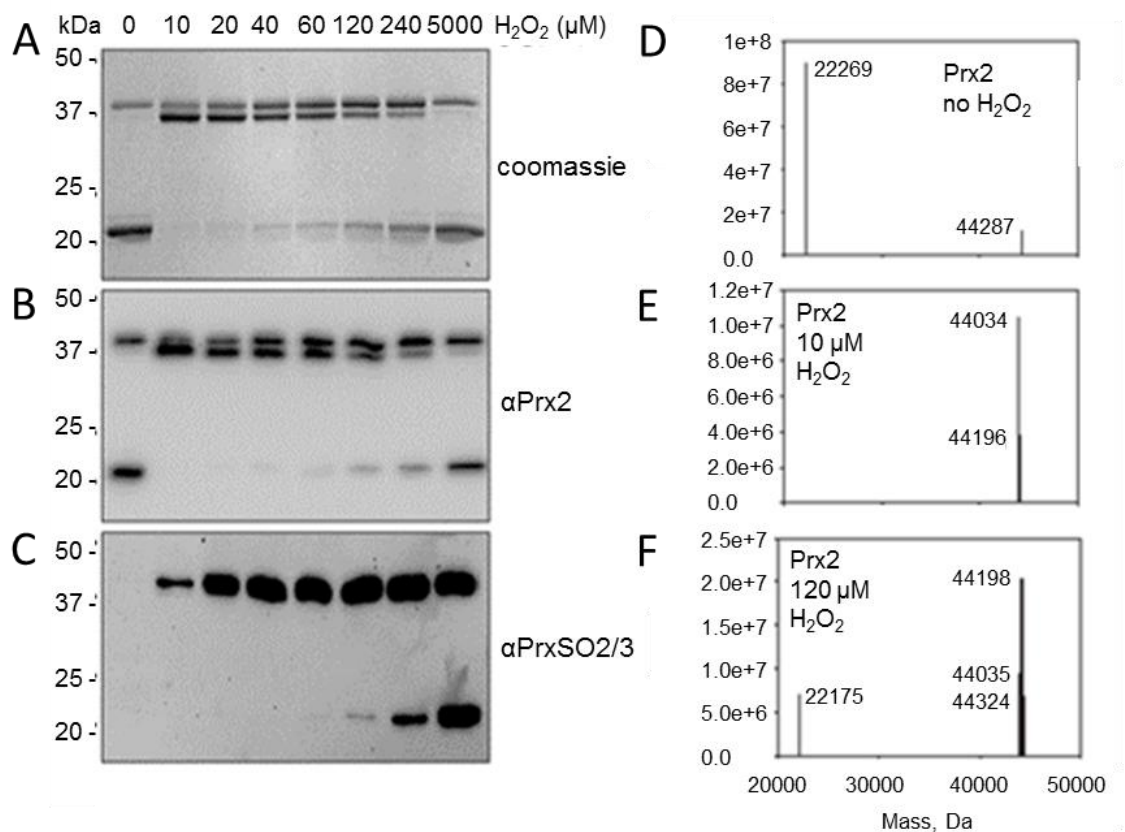 A
kDa 0 10 20 40 60 120 240 5000 H₂O₂ (µM)
50 -
37 -
25 -
20 -
coomassie
B
50 -
37 -
25 -
20 -
αPrx2
C
50 -
37 -
25 -
20 -
αPrxSO2/3
D
1e+8
8e+7
6e+7
4e+7
2e+7
0.0
22269
Prx2
no H₂O₂
44287
E
1.2e+7
1.0e+7
8.0e+6
6.0e+6
4.0e+6
2.0e+6
0.0
Prx2
10 µM
H₂O₂
44034
44196
F
2.5e+7
2.0e+7
1.5e+7
1.0e+7
5.0e+6
0.0
Prx2
120 µM
H₂O₂
44198
44035
44324
22175
20000 30000 40000 50000
Mass, Da